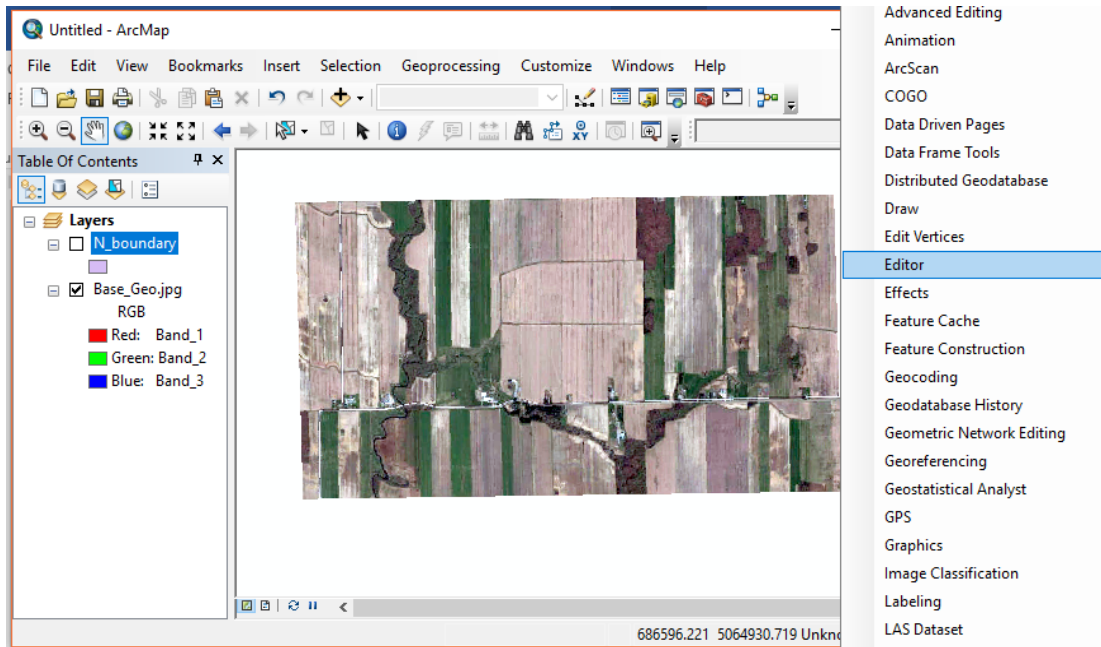 Untitled - ArcMap
File Edit View Bookmarks Insert Selection Geoprocessing Customize Windows Help
XY
Table Of Contents
Layers
N_boundary
Base_Geo.jpg
RGB
Red: Band_1
Green: Band_2
Blue: Band_3
686596.221 5064930.719
Advanced Editing
Animation
ArcScan
COGO
Data Driven Pages
Data Frame Tools
Distributed Geodatabase
Draw
Edit Vertices
Editor
Effects
Feature Cache
Feature Construction
Geocoding
Geodatabase History
Geometric Network Editing
Georeferencing
Geostatistical Analyst
GPS
Graphics
Image Classification
Labeling
LAS Dataset